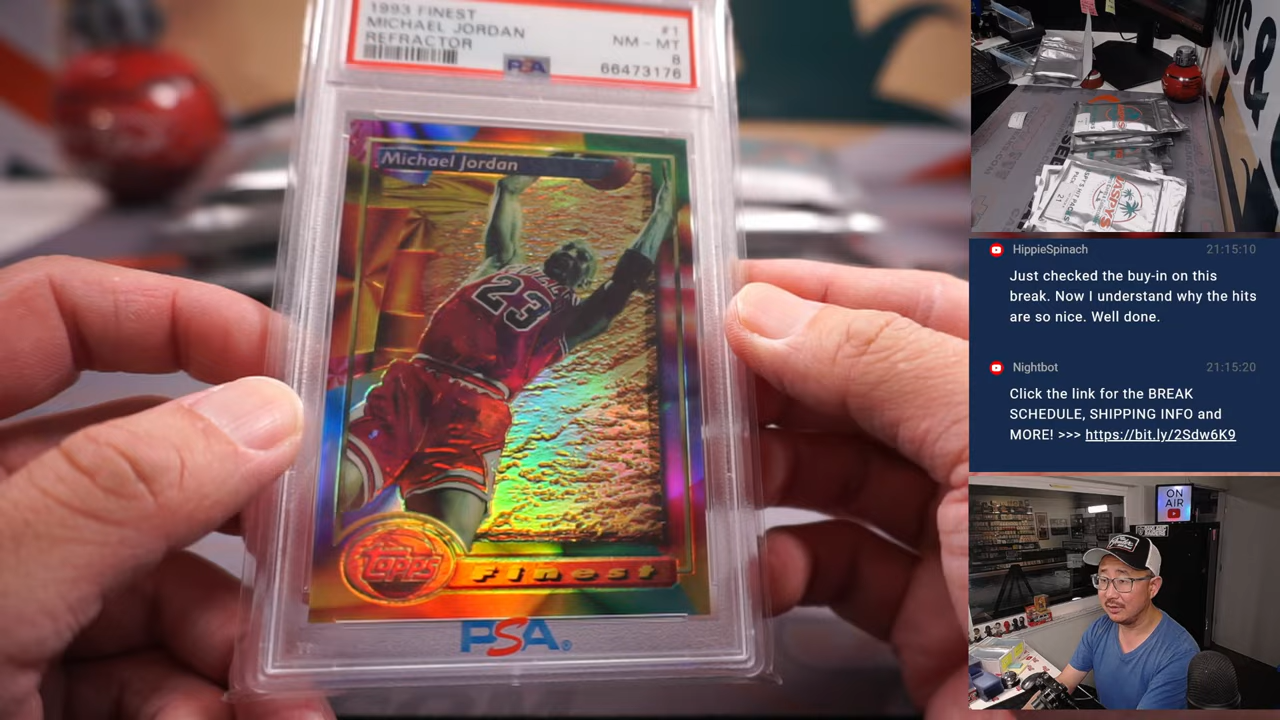 1993 FINEST
MICHAEL JORDAN
REFRACTOR
#1
NM - MT
8
66473176
PSA
Michael Jordan
23
TOPPS
Finest
PSA®
HippieSpinach 21:15:10
Just checked the buy-in on this
break. Now I understand why the hits
are so nice. Well done.
Nightbot 21:15:20
Click the link for the BREAK
SCHEDULE, SHIPPING INFO and
MORE! >>> https://bit.ly/2Sdw6K9
ON
AIR